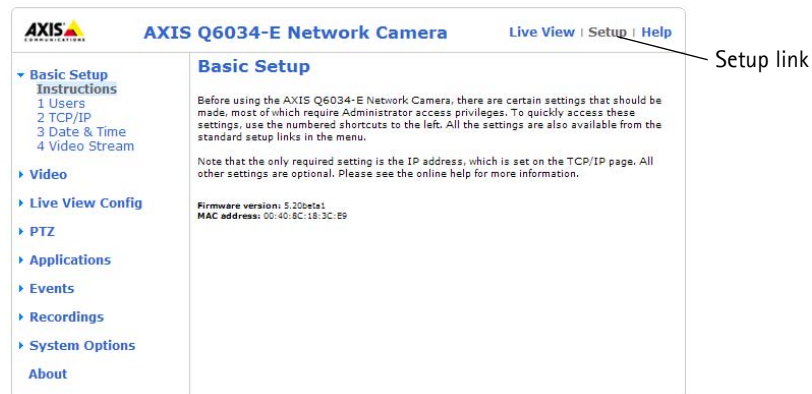 AXIS
COMMUNICATIONS
AXIS Q6034-E Network Camera
Live View | Setup | Help
Setup link
Basic Setup
Instructions
1 Users
2 TCP/IP
3 Date & Time
4 Video Stream
Video
Live View Config
PTZ
Applications
Events
Recordings
System Options
About
Basic Setup
Before using the AXIS Q6034-E Network Camera, there are certain settings that should be
made, most of which require Administrator access privileges. To quickly access these
settings, use the numbered shortcuts to the left. All the settings are also available from the
standard setup links in the menu.
Note that the only required setting is the IP address, which is set on the TCP/IP page. All
other settings are optional. Please see the online help for more information.
Firmware version: 5.20beta1
MAC address: 00:40:8C:18:3C:E9